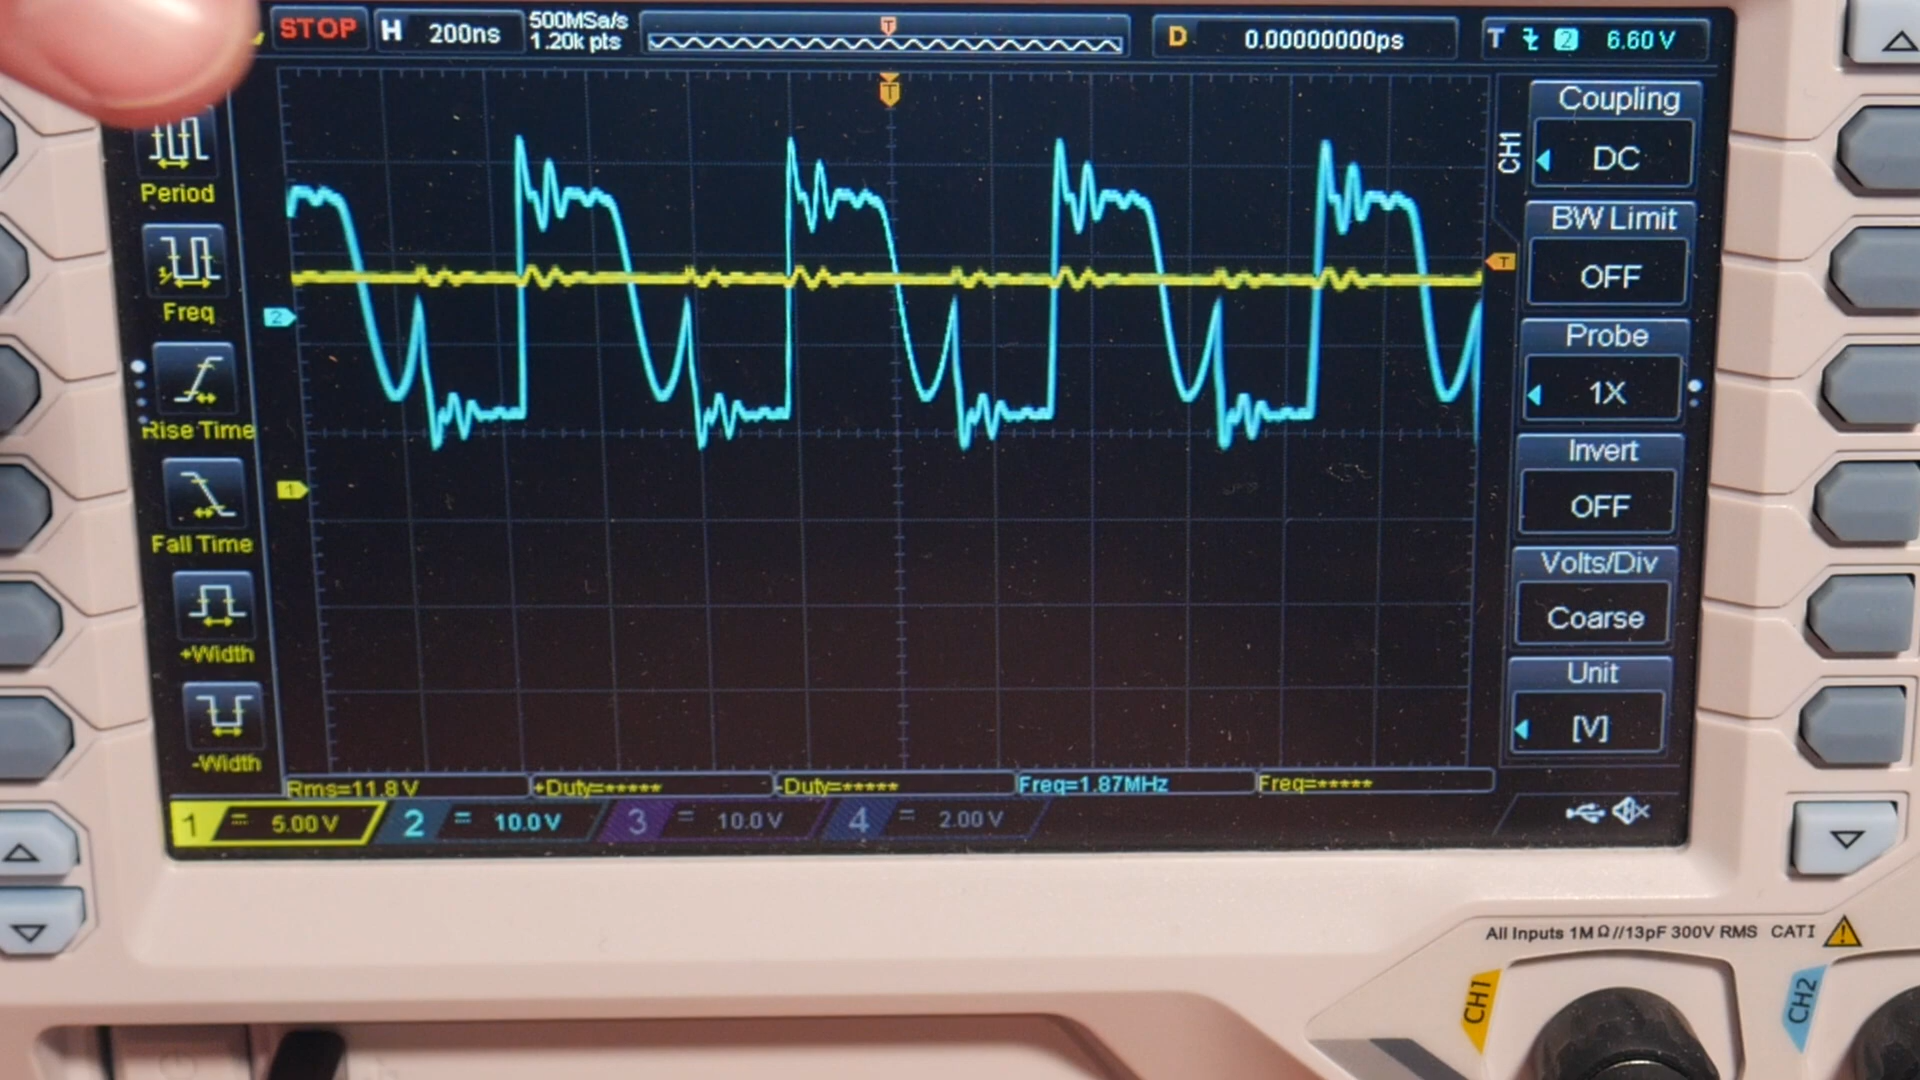 STOP H 200ns 500MSa/s 1.20k pts T D 0.00000000ps T 2 6.60 V
T
Period
Freq
Rise Time
Fall Time
+Width
-Width
2
1
T
CH1
Coupling
DC
BW Limit
OFF
Probe
1X
Invert
OFF
Volts/Div
Coarse
Unit
[V]
Rms=11.8 V +Duty=***** -Duty=***** Freq=1.87MHz Freq=*****
1 5.00 V 2 10.0 V 3 10.0 V 4 2.00 V
All Inputs 1MΩ//13pF 300V RMS CAT I
CH1
CH2